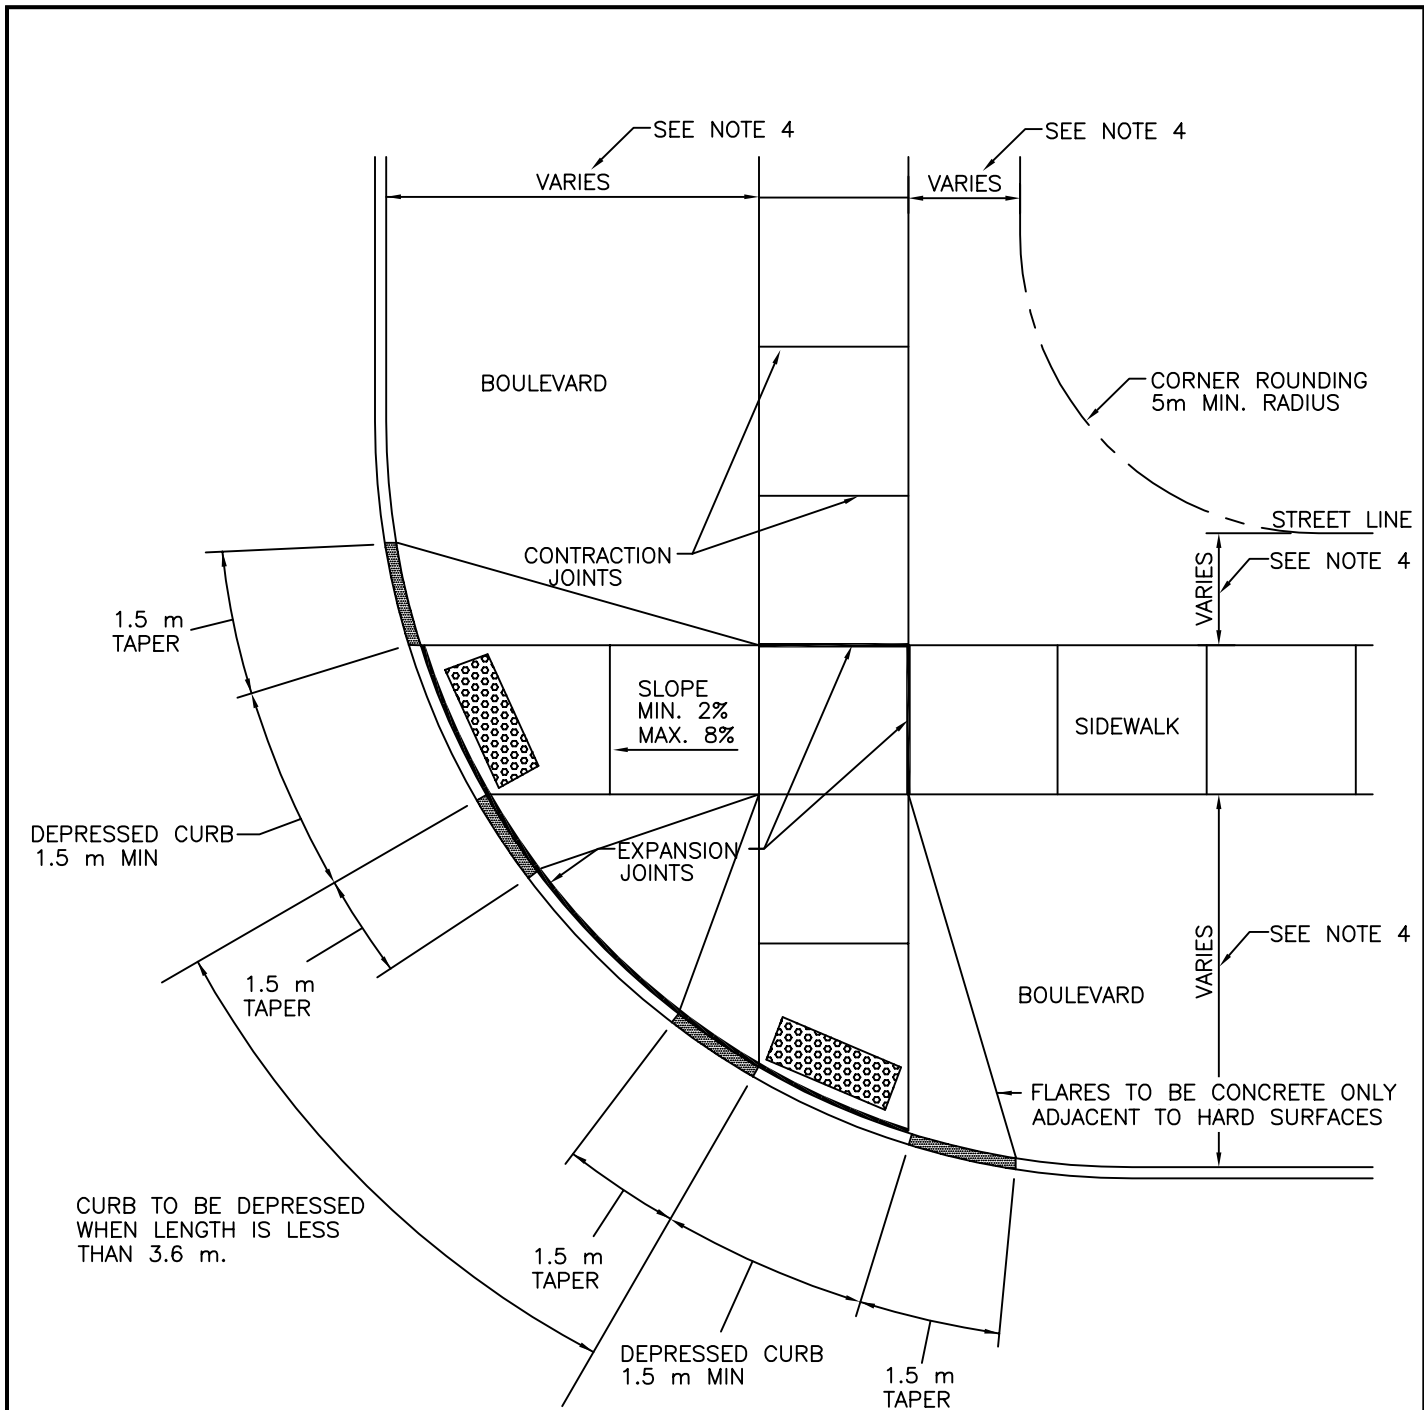 SEE NOTE 4
SEE NOTE 4
VARIES
VARIES
BOULEVARD
CORNER ROUNDING
5m MIN. RADIUS
STREET LINE
CONTRACTION
JOINTS
VARIES
SEE NOTE 4
1.5 m
TAPER
SLOPE
MIN. 2%
MAX. 8%
SIDEWALK
DEPRESSED CURB
1.5 m MIN
EXPANSION
JOINTS
VARIES
SEE NOTE 4
1.5 m
TAPER
BOULEVARD
FLARES TO BE CONCRETE ONLY
ADJACENT TO HARD SURFACES
CURB TO BE DEPRESSED
WHEN LENGTH IS LESS
THAN 3.6 m.
1.5 m
TAPER
DEPRESSED CURB
1.5 m MIN
1.5 m
TAPER